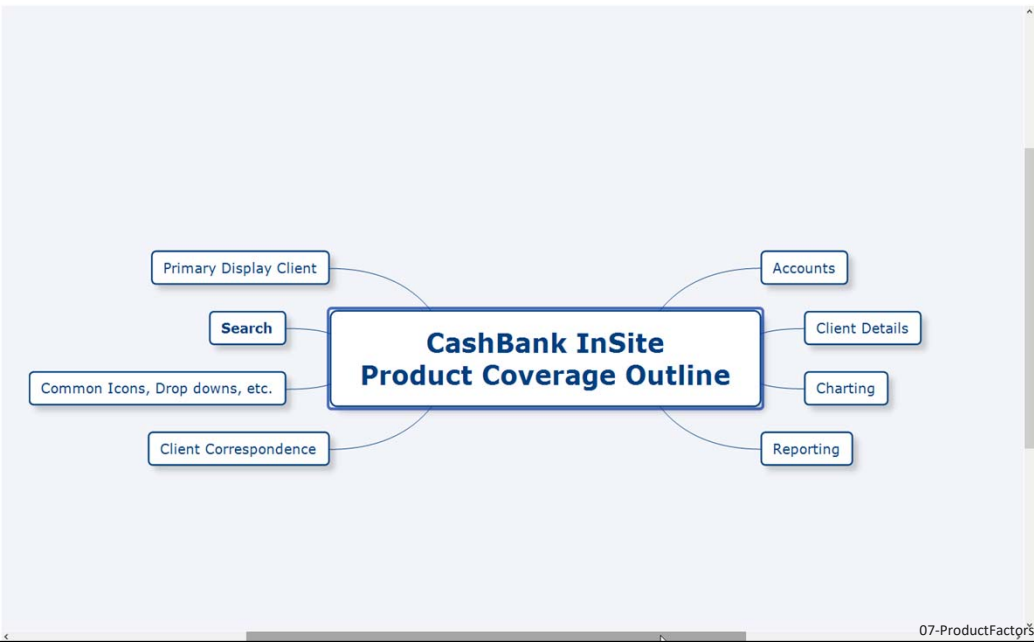 Primary Display Client
Search
Common Icons, Drop downs, etc.
Client Correspondence
CashBank InSite
Product Coverage Outline
Accounts
Client Details
Charting
Reporting
07-ProductFactors